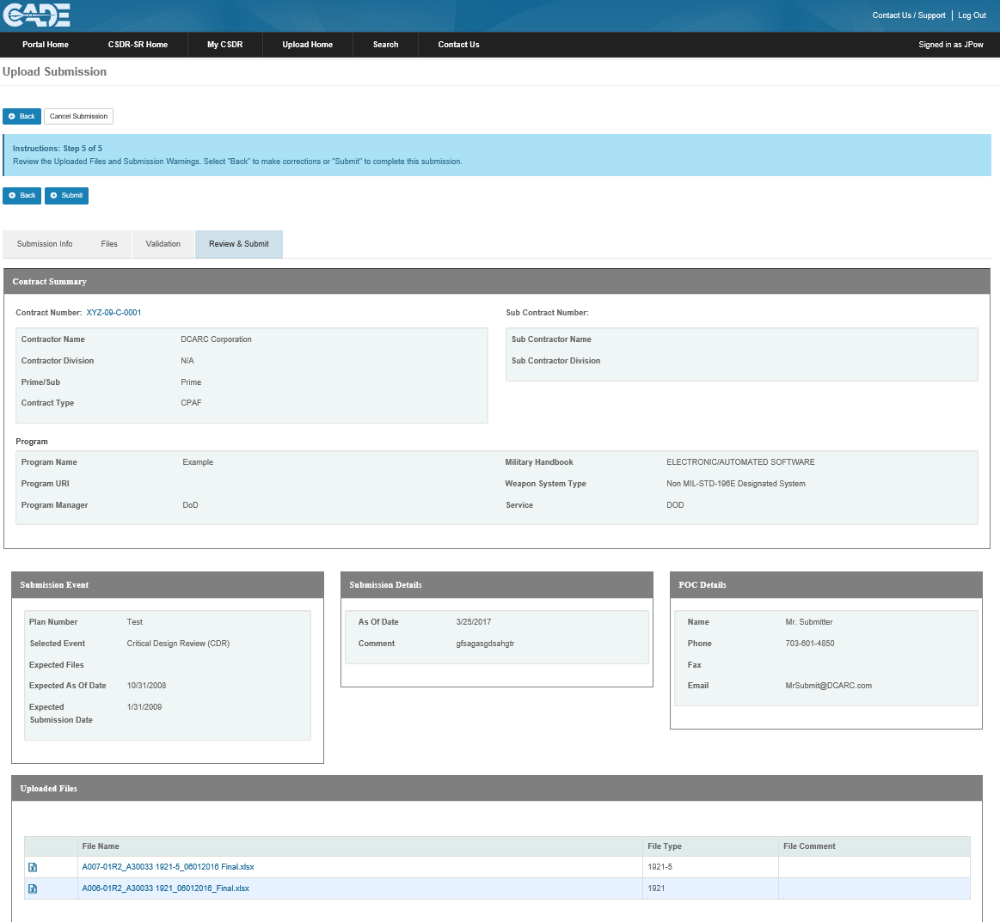 CADE
Contact Us / Support | Log Out
Portal Home CSDR-SR Home My CSDR Upload Home Search Contact Us Signed in as JPow
Upload Submission
Back Cancel Submission
Instructions: Step 5 of 5
Review the Uploaded Files and Submission Warnings. Select "Back" to make corrections or "Submit" to complete this submission.
Back Submit
Submission Info Files Validation Review & Submit
Contract Summary
Contract Number: XYZ-09-C-0001 Sub Contract Number:
Contractor Name DCARC Corporation Sub Contractor Name
Contractor Division N/A Sub Contractor Division
Prime/Sub Prime
Contract Type CPAF
Program
Program Name Example Military Handbook ELECTRONIC/AUTOMATED SOFTWARE
Program URI Weapon System Type Non MIL-STD-196E Designated System
Program Manager DoD Service DOD
Submission Event
Plan Number Test
Selected Event Critical Design Review (CDR)
Expected Files
Expected As Of Date 10/31/2008
Expected 1/31/2009
Submission Date
Submission Details
As Of Date 3/25/2017
Comment gfsagasgdsahgtr
POC Details
Name Mr. Submitter
Phone 703-601-4850
Fax
Email MrSubmit@DCARC.com
Uploaded Files
File Name File Type File Comment
A007-01R2_A30033 1921-5_06012016 Final.xlsx 1921-5
A006-01R2_A30033 1921_06012016_Final.xlsx 1921